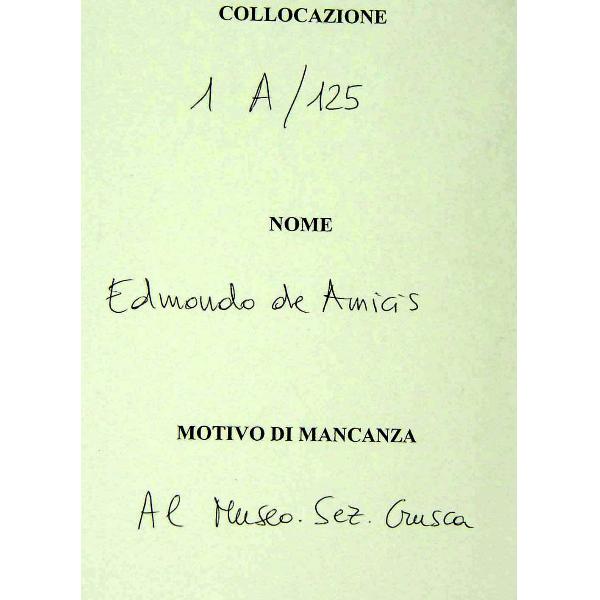 COLLOCAZIONE
1 A/125
NOME
Edmondo de Amicis
MOTIVO DI MANCANZA
Al Museo. Sez. Crusca